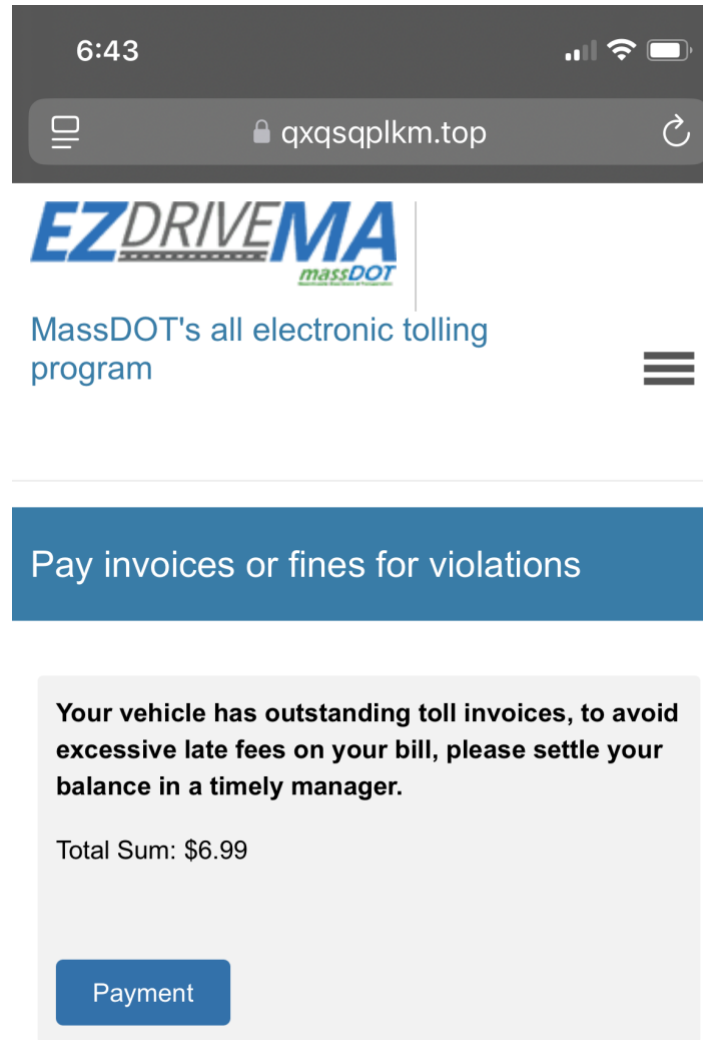 6:43
qxqsqplkm.top
EZDRIVEMA
massDOT
MassDOT's all electronic tolling
program
Pay invoices or fines for violations
Your vehicle has outstanding toll invoices, to avoid
excessive late fees on your bill, please settle your
balance in a timely manager.
Total Sum: $6.99
Payment